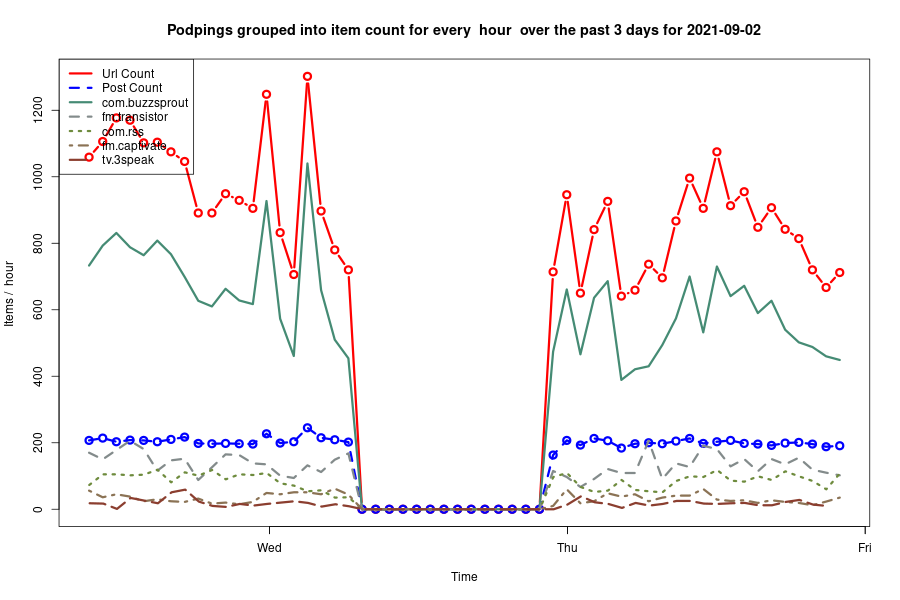 Podpings grouped into item count for every  hour  over the past 3 days for 2021-09-02
Url Count
Post Count
com.buzzsprout
fm.transistor
com.rss
fm.captivate
tv.3speak
Items /  hour
0
200
400
600
800
1000
1200
Wed
Thu
Fri
Time